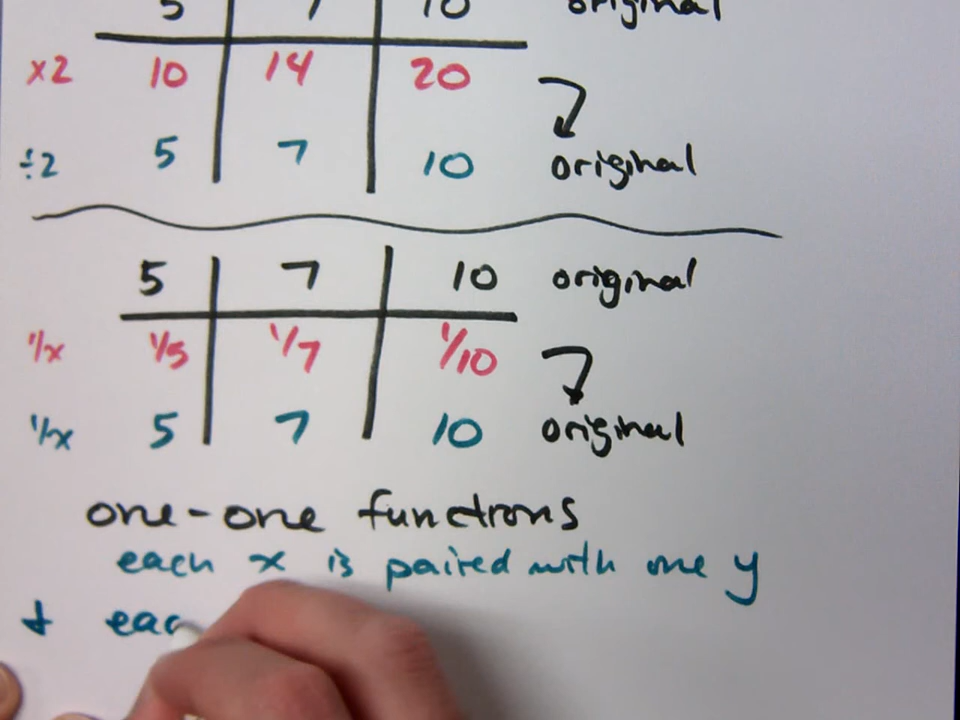 5 7 10 original
x2 10 14 20
÷2 5 7 10 original
5 7 10 original
1/x 1/5 1/7 1/10
1/x 5 7 10 original
one-one functions
each x is paired with one y
+ eac